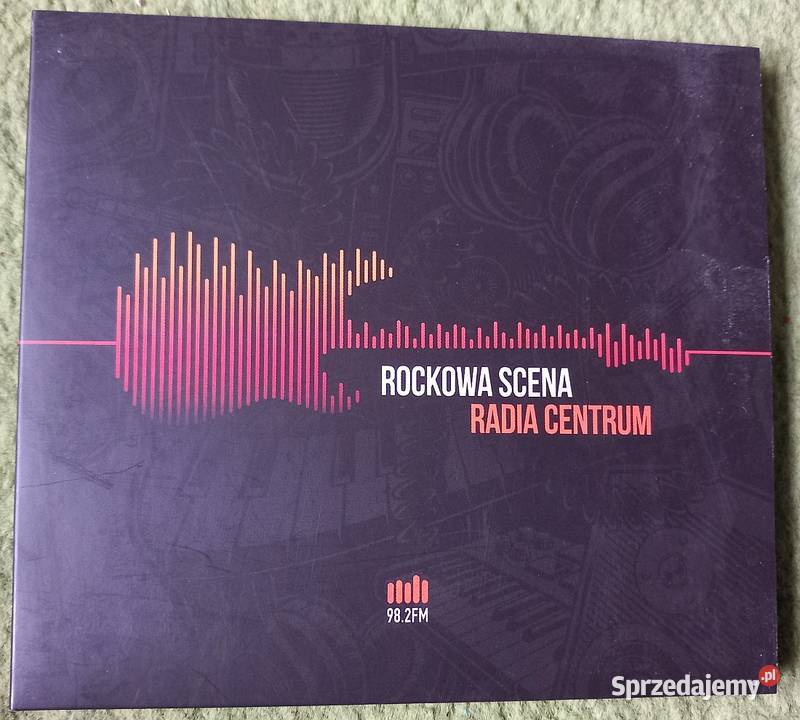 ROCKOWA SCENA
RADIA CENTRUM
98.2FM
Sprzedajemy.pl